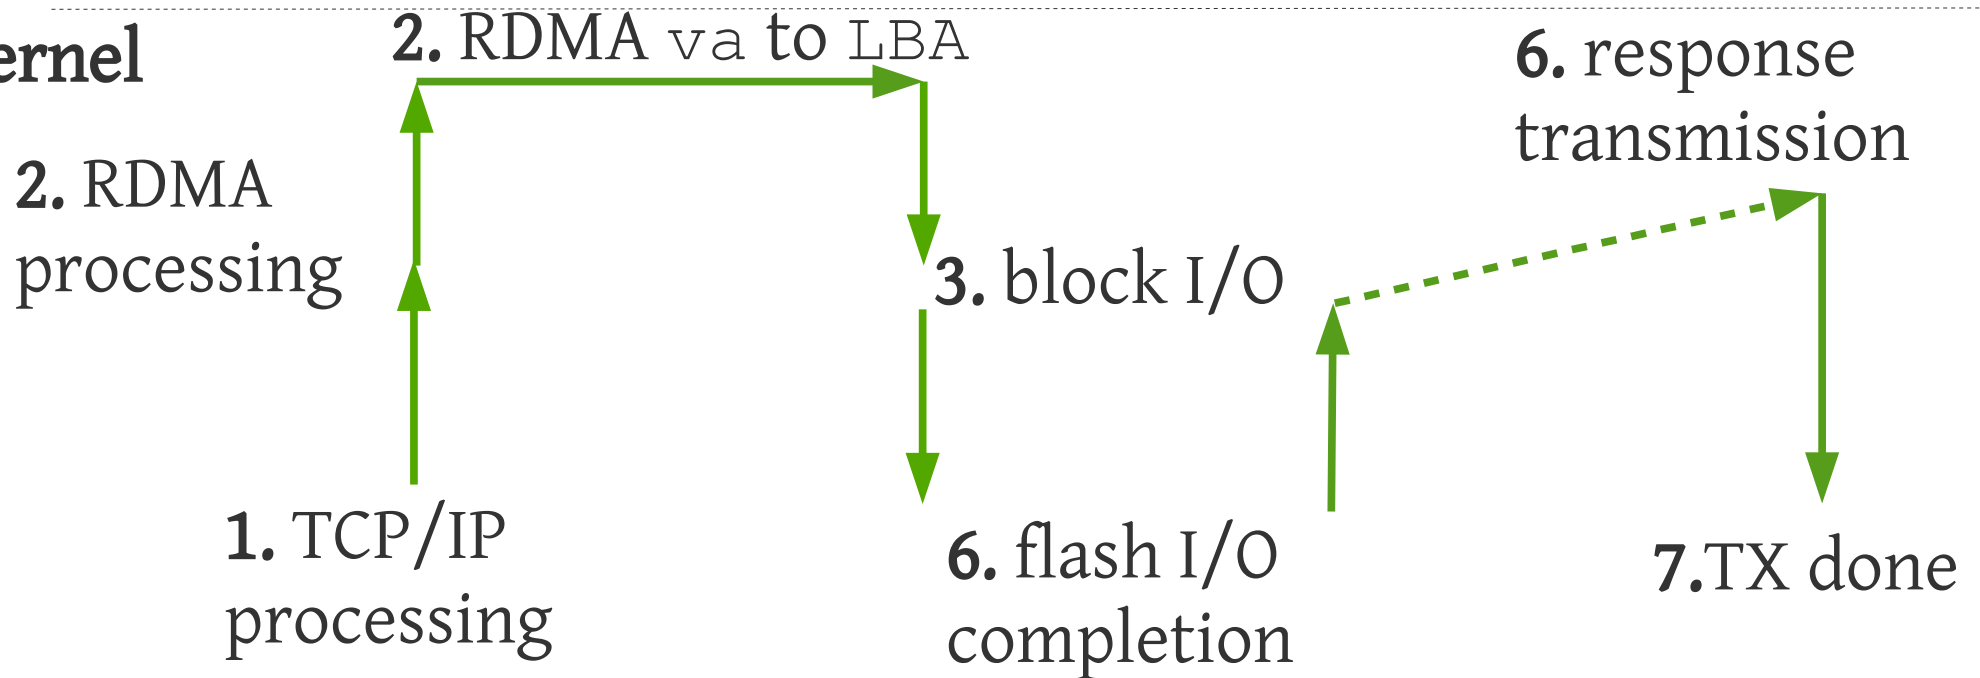 ernel
2. RDMA va to LBA
6. response
transmission
2. RDMA
processing
3. block I/O
1. TCP/IP
processing
6. flash I/O
completion
7.TX done